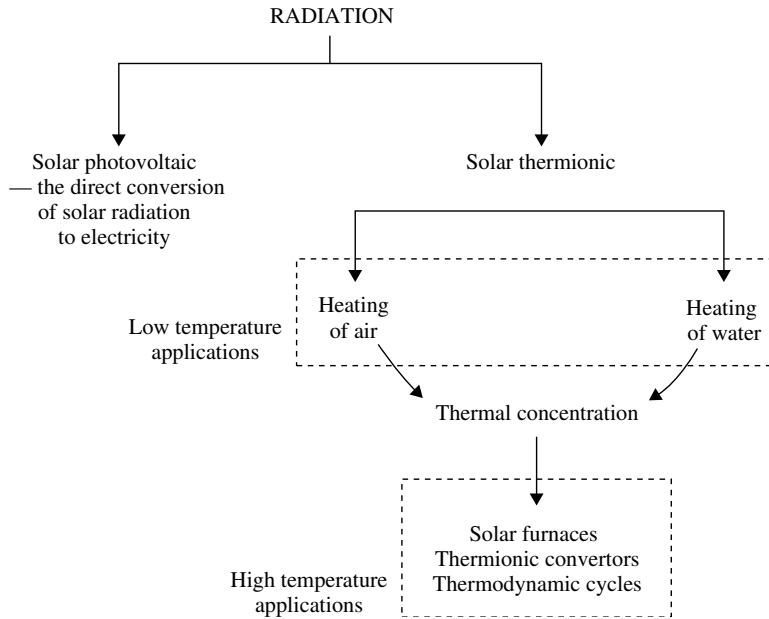 RADIATION
Solar photovoltaic
— the direct conversion
of solar radiation
to electricity
Solar thermionic
Low temperature
applications
Heating
of air
Heating
of water
Thermal concentration
High temperature
applications
Solar furnaces
Thermionic convertors
Thermodynamic cycles